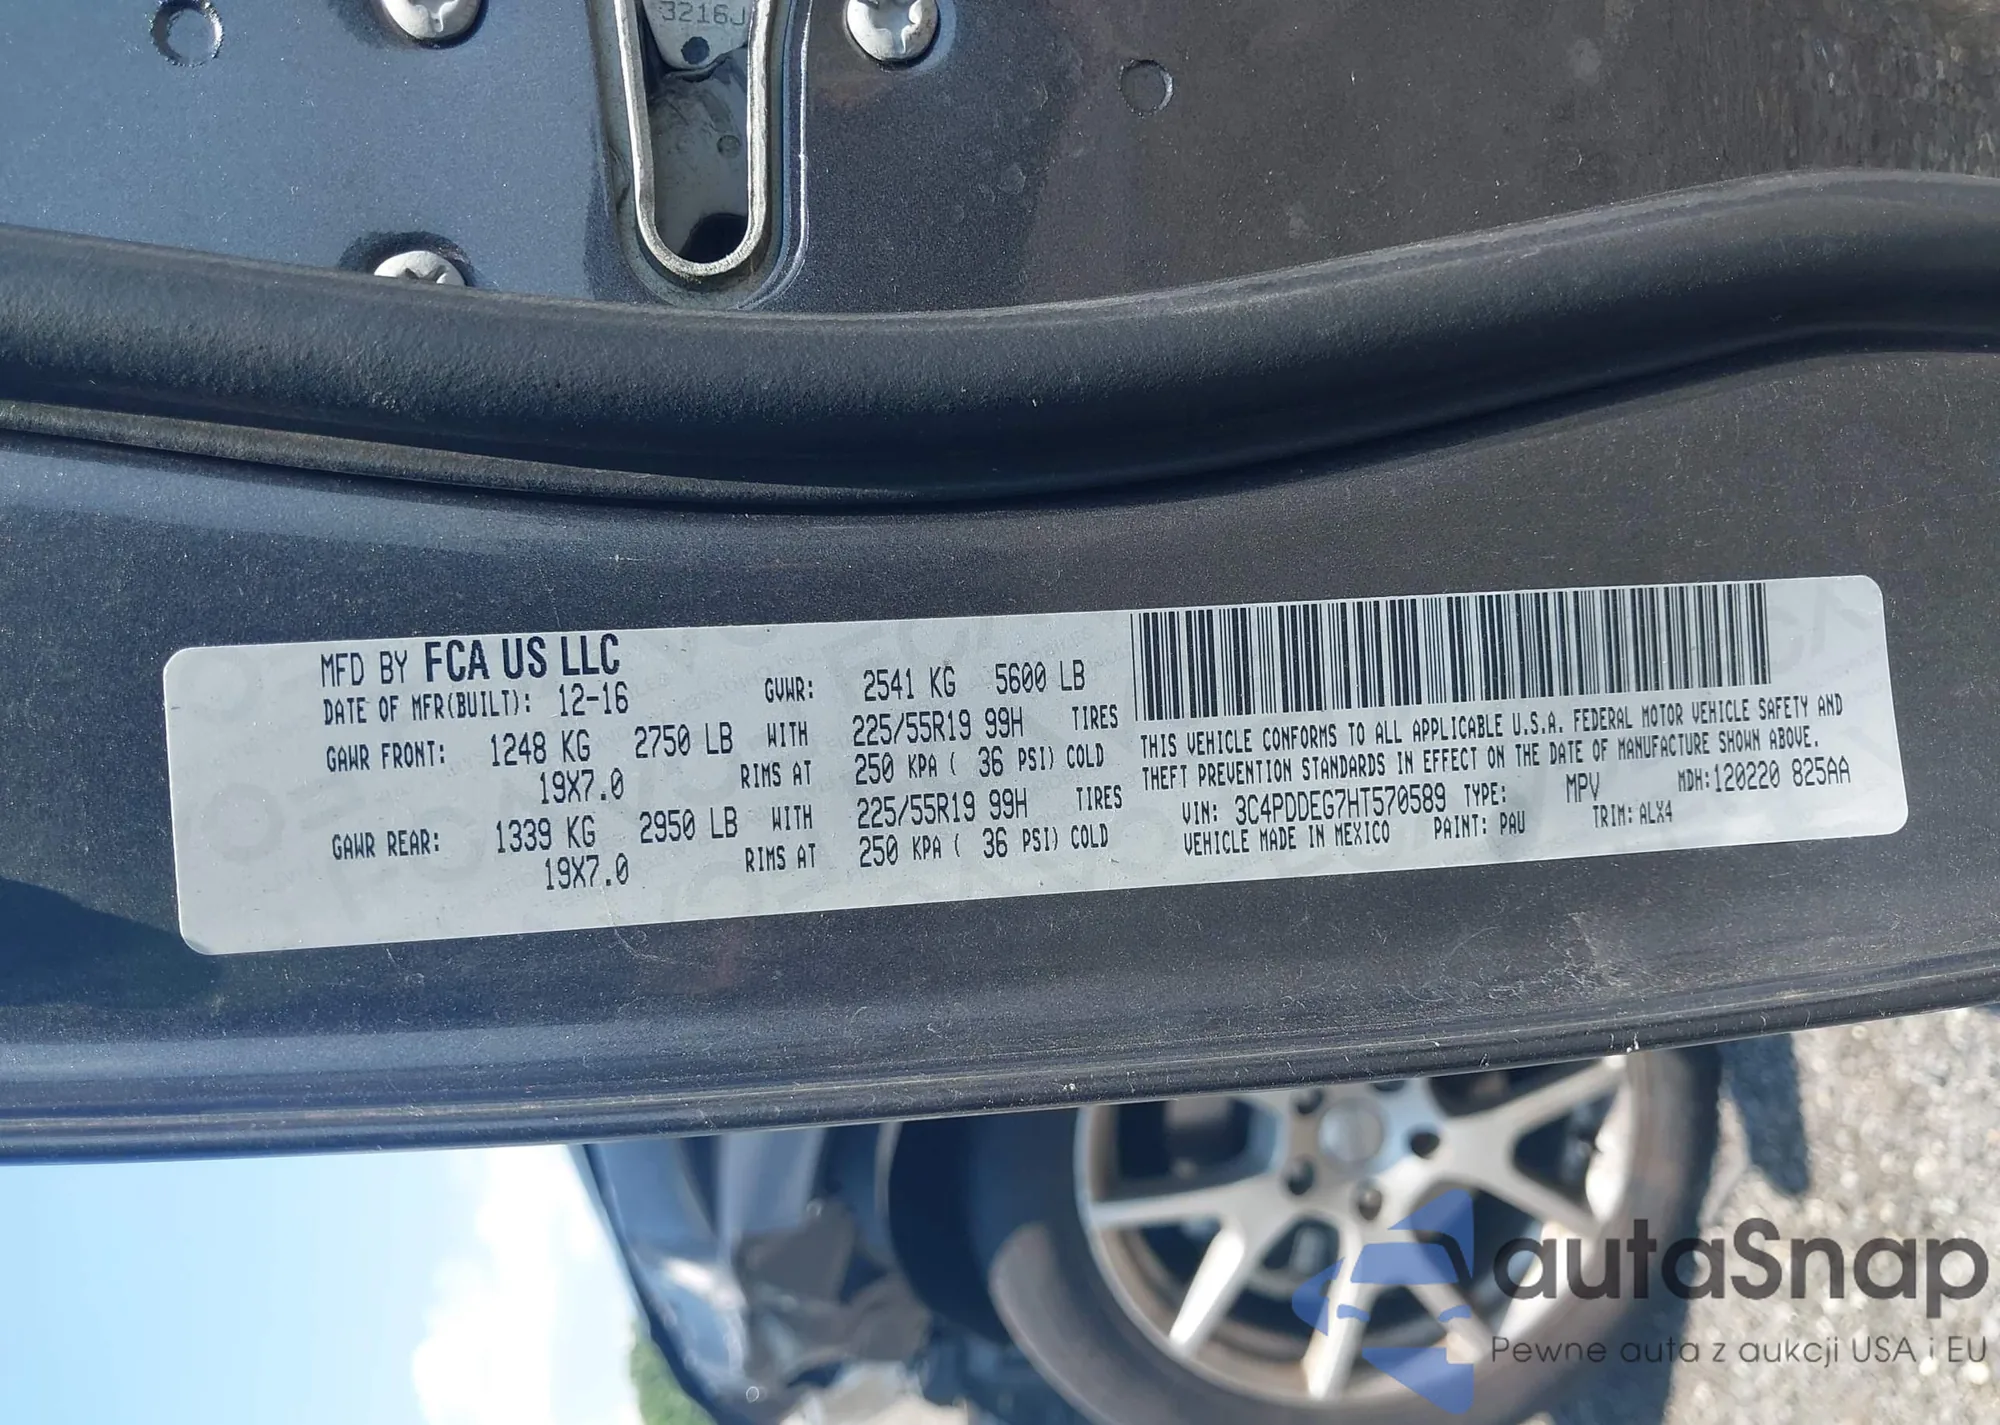 3216J
MFD BY FCA US LLC
DATE OF MFR(BUILT): 12-16 GVWR: 2541 KG 5600 LB
GAWR FRONT: 1248 KG 2750 LB WITH 225/55R19 99H TIRES
19X7.0 RIMS AT 250 KPA ( 36 PSI) COLD
GAWR REAR: 1339 KG 2950 LB WITH 225/55R19 99H TIRES
19X7.0 RIMS AT 250 KPA ( 36 PSI) COLD
THIS VEHICLE CONFORMS TO ALL APPLICABLE U.S.A. FEDERAL MOTOR VEHICLE SAFETY AND
THEFT PREVENTION STANDARDS IN EFFECT ON THE DATE OF MANUFACTURE SHOWN ABOVE.
VIN: 3C4PDDEG7HT570589 TYPE: MPV MDH:120220 825AA
VEHICLE MADE IN MEXICO PAINT: PAU TRIM: ALX4
autaSnap
Pewne auta z aukcji USA i EU